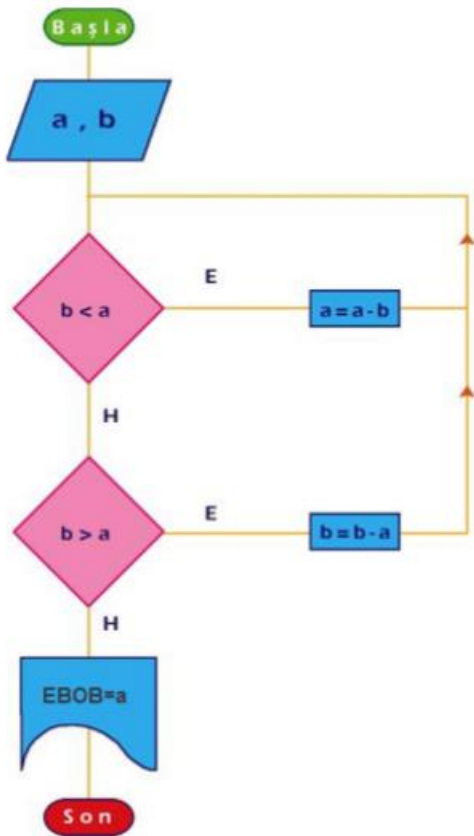 Başla
a , b
b < a
E
a = a - b
H
b > a
E
b = b - a
H
EBOB=a
Son